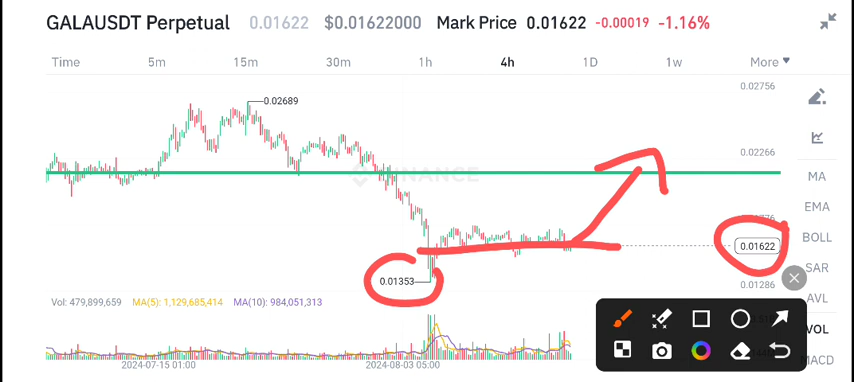 GALAUSDT Perpetual 0.01622 $0.01622000 Mark Price 0.01622 -0.00019 -1.16%
Time 5m 15m 30m 1h 4h 1D 1w More
0.02756
0.02689
0.02266
BINANCE
MA
EMA
0.01622
BOLL
SAR
0.01353
0.01286
AVL
Vol: 479,899,659 MA(5): 1,129,685,414 MA(10): 984,051,313
VOL
MACD
2024-07-15 01:00 2024-08-03 05:00